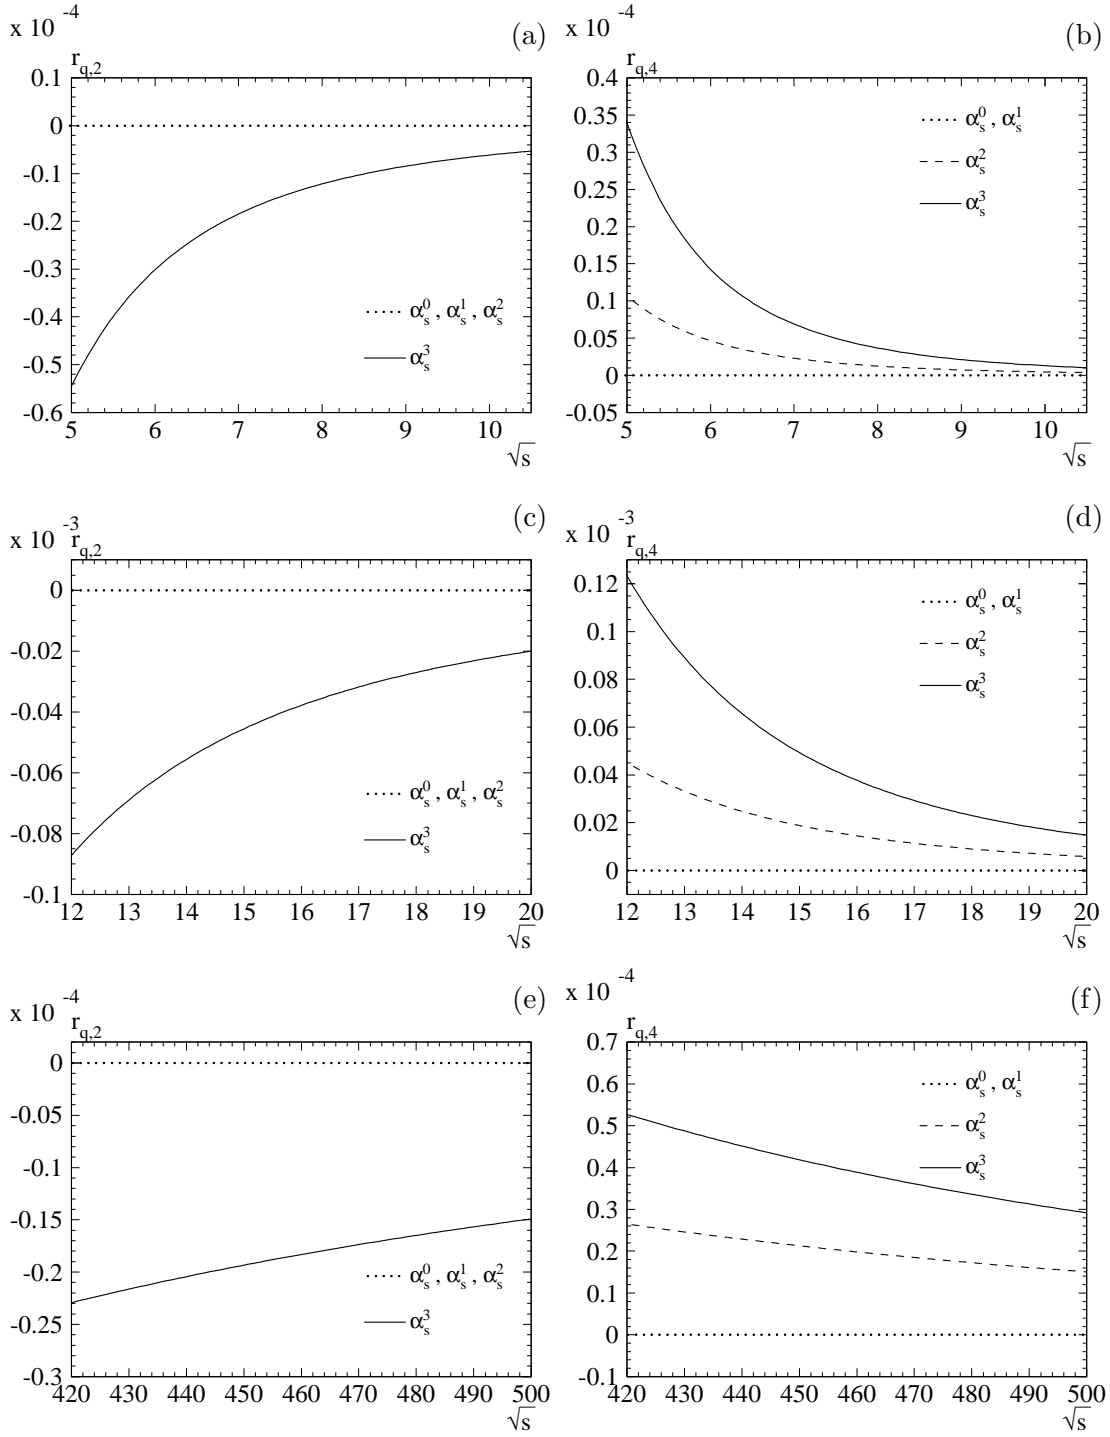 x 10 -4
(a)
r q,2
0.1
0
-0.1
-0.2
-0.3
-0.4
-0.5
-0.6
5 6 7 8 9 10
√s
α_s^0 , α_s^1 , α_s^2
α_s^3
x 10 -4
(b)
r q,4
0.4
0.35
0.3
0.25
0.2
0.15
0.1
0.05
0
-0.05
5 6 7 8 9 10
√s
α_s^0 , α_s^1
α_s^2
α_s^3
x 10 -3
(c)
r q,2
0
-0.02
-0.04
-0.06
-0.08
-0.1
12 13 14 15 16 17 18 19 20
√s
α_s^0 , α_s^1 , α_s^2
α_s^3
x 10 -3
(d)
r q,4
0.12
0.1
0.08
0.06
0.04
0.02
0
12 13 14 15 16 17 18 19 20
√s
α_s^0 , α_s^1
α_s^2
α_s^3
x 10 -4
(e)
r q,2
0
-0.05
-0.1
-0.15
-0.2
-0.25
-0.3
420 430 440 450 460 470 480 490 500
√s
α_s^0 , α_s^1 , α_s^2
α_s^3
x 10 -4
(f)
r q,4
0.7
0.6
0.5
0.4
0.3
0.2
0.1
0
-0.1
420 430 440 450 460 470 480 490 500
√s
α_s^0 , α_s^1
α_s^2
α_s^3